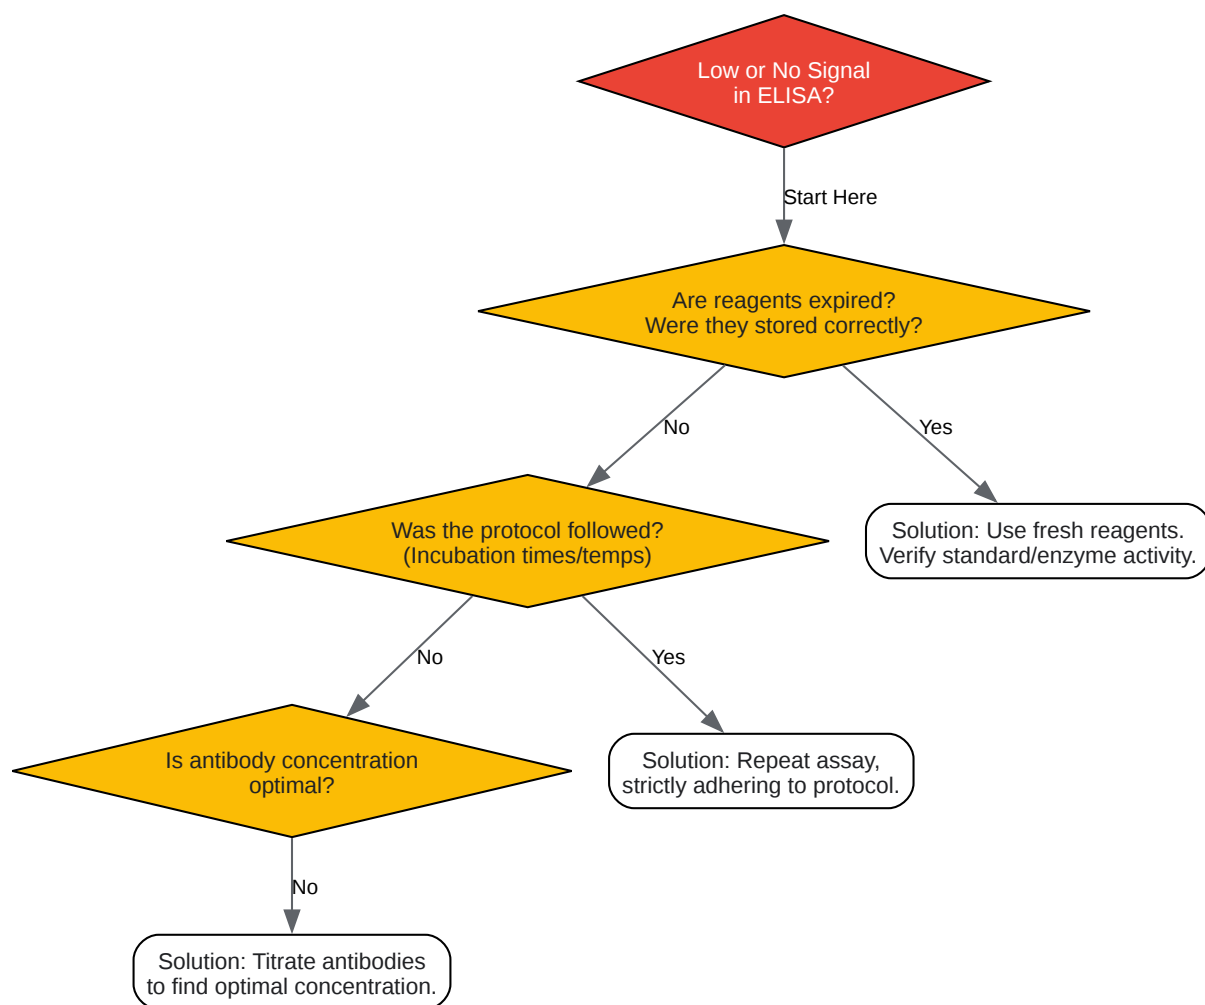 Low or No Signal
in ELISA?
Start Here
Are reagents expired?
Were they stored correctly?
No
Yes
Was the protocol followed?
(Incubation times/temps)
Solution: Use fresh reagents.
Verify standard/enzyme activity.
No
Yes
Is antibody concentration
optimal?
Solution: Repeat assay,
strictly adhering to protocol.
No
Solution: Titrate antibodies
to find optimal concentration.